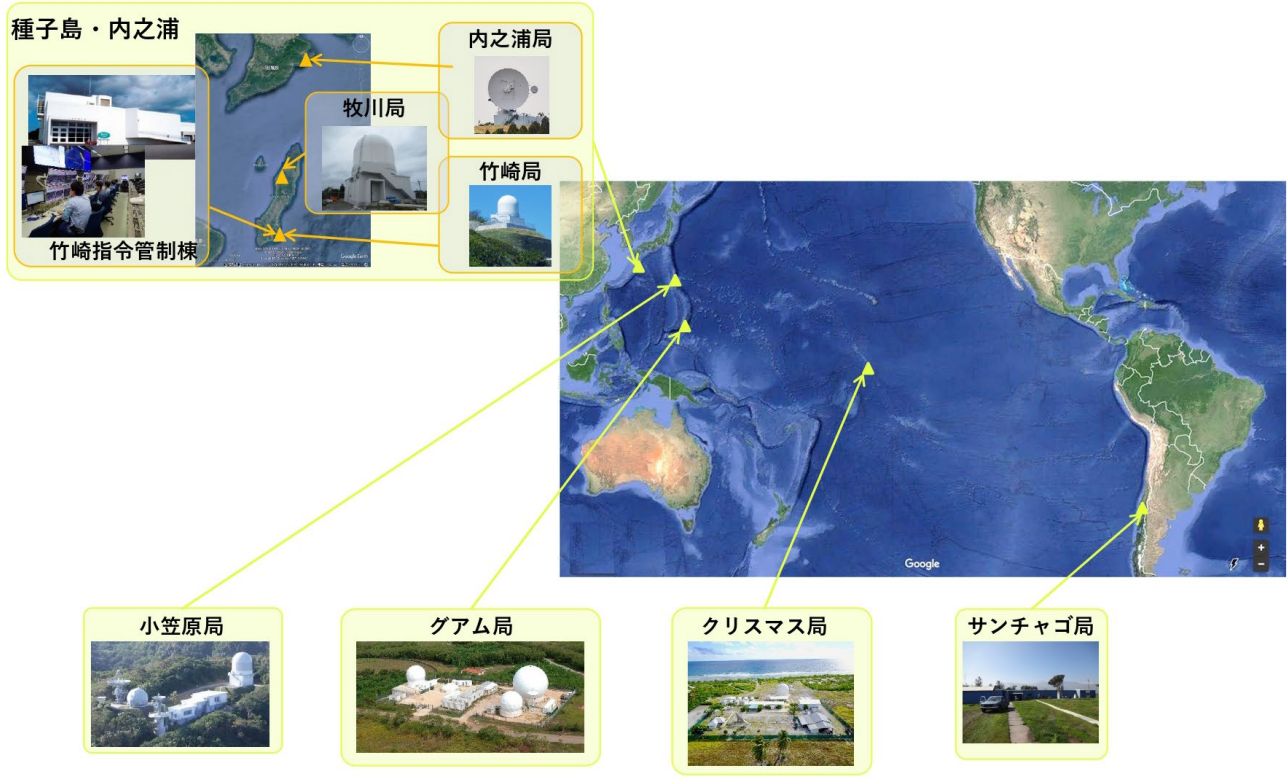 種子島・内之浦
内之浦局
牧川局
竹崎局
竹崎指令管制棟
Google Earth
Google
小笠原局
グアム局
クリスマス局
サンチャゴ局